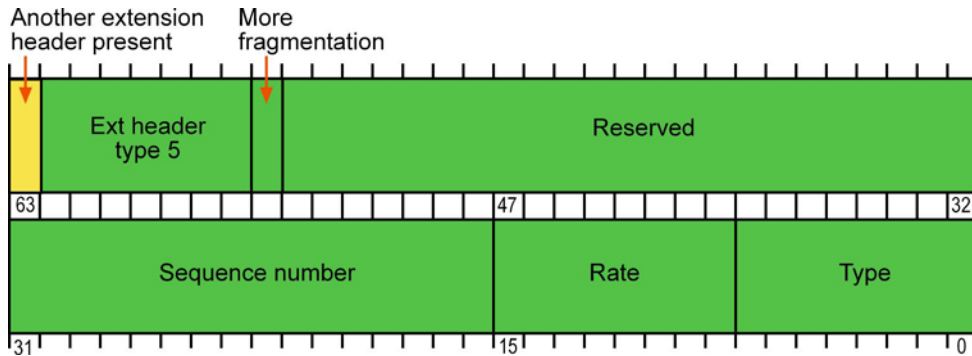 Another extension
header present
More
fragmentation
Ext header
type 5
Reserved
63
47
32
Sequence number
Rate
Type
31
15
0